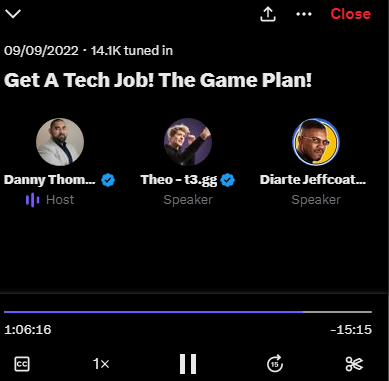 Close
09/09/2022 · 14.1K tuned in
Get A Tech Job! The Game Plan!
Danny Thom... Theo - t3.gg Diarte Jeffcoat...
Host Speaker Speaker
1:06:16 -15:15
CC 1× 15